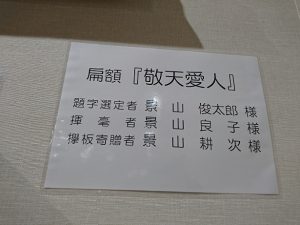 扁額『敬天愛人』
題字選定者 景山 俊太郎 様
揮毫者 景山 良子 様
欅板寄贈者 景山 耕次 様